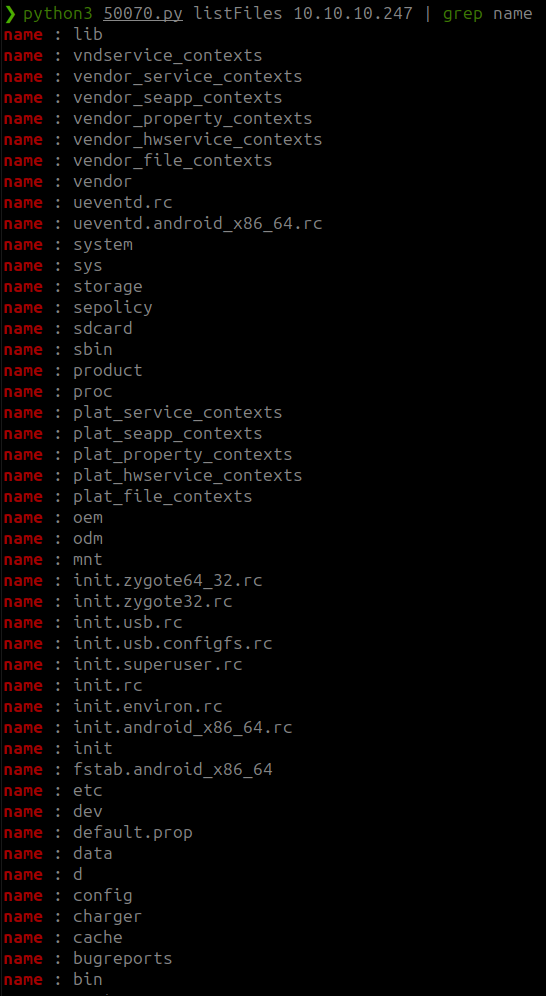 ❯ python3 50070.py listFiles 10.10.10.247 | grep name
name : lib
name : vndservice_contexts
name : vendor_service_contexts
name : vendor_seapp_contexts
name : vendor_property_contexts
name : vendor_hwservice_contexts
name : vendor_file_contexts
name : vendor
name : ueventd.rc
name : ueventd.android_x86_64.rc
name : system
name : sys
name : storage
name : sepolicy
name : sdcard
name : sbin
name : product
name : proc
name : plat_service_contexts
name : plat_seapp_contexts
name : plat_property_contexts
name : plat_hwservice_contexts
name : plat_file_contexts
name : oem
name : odm
name : mnt
name : init.zygote64_32.rc
name : init.zygote32.rc
name : init.usb.rc
name : init.usb.configfs.rc
name : init.superuser.rc
name : init.rc
name : init.environ.rc
name : init.android_x86_64.rc
name : init
name : fstab.android_x86_64
name : etc
name : dev
name : default.prop
name : data
name : d
name : config
name : charger
name : cache
name : bugreports
name : bin